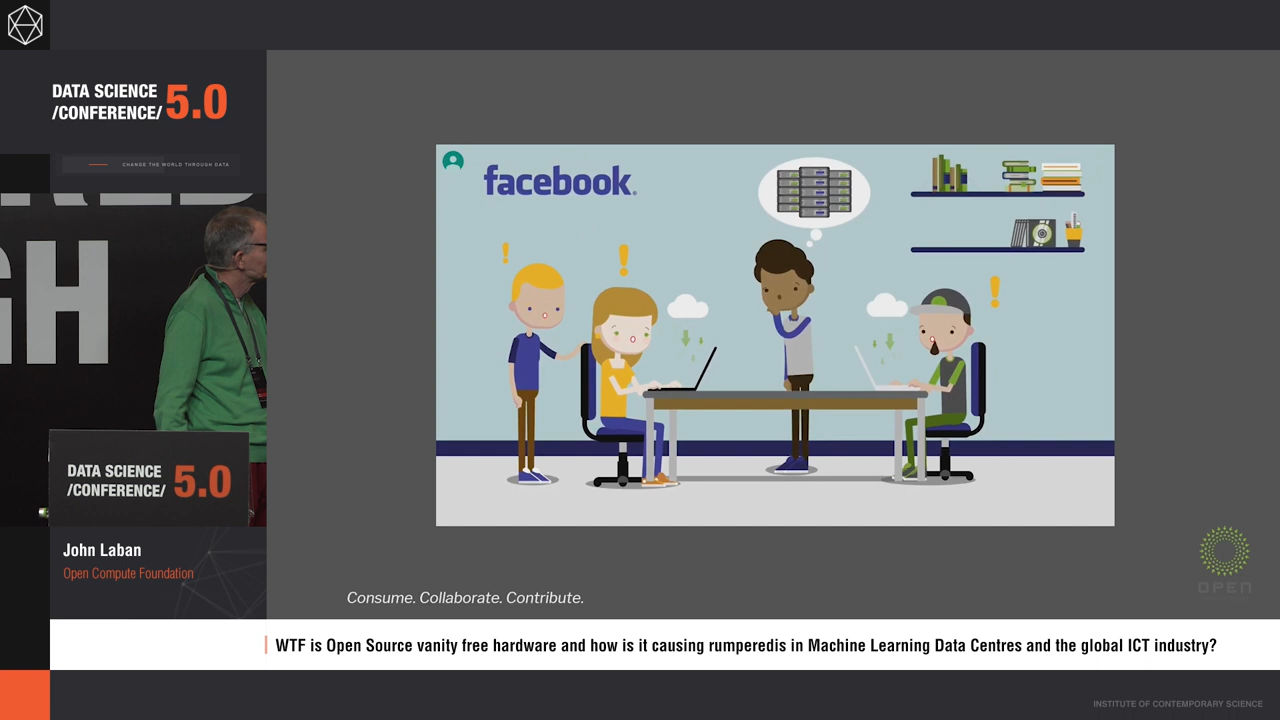 DATA SCIENCE
/CONFERENCE/ 5.0
CHANGE THE WORLD THROUGH DATA
GH
DATA SCIENCE
/CONFERENCE/ 5.0
John Laban
Open Compute Foundation
facebook.
Consume. Collaborate. Contribute.
OPEN
WTF is Open Source vanity free hardware and how is it causing rumperedis in Machine Learning Data Centres and the global ICT industry?
INSTITUTE OF CONTEMPORARY SCIENCE